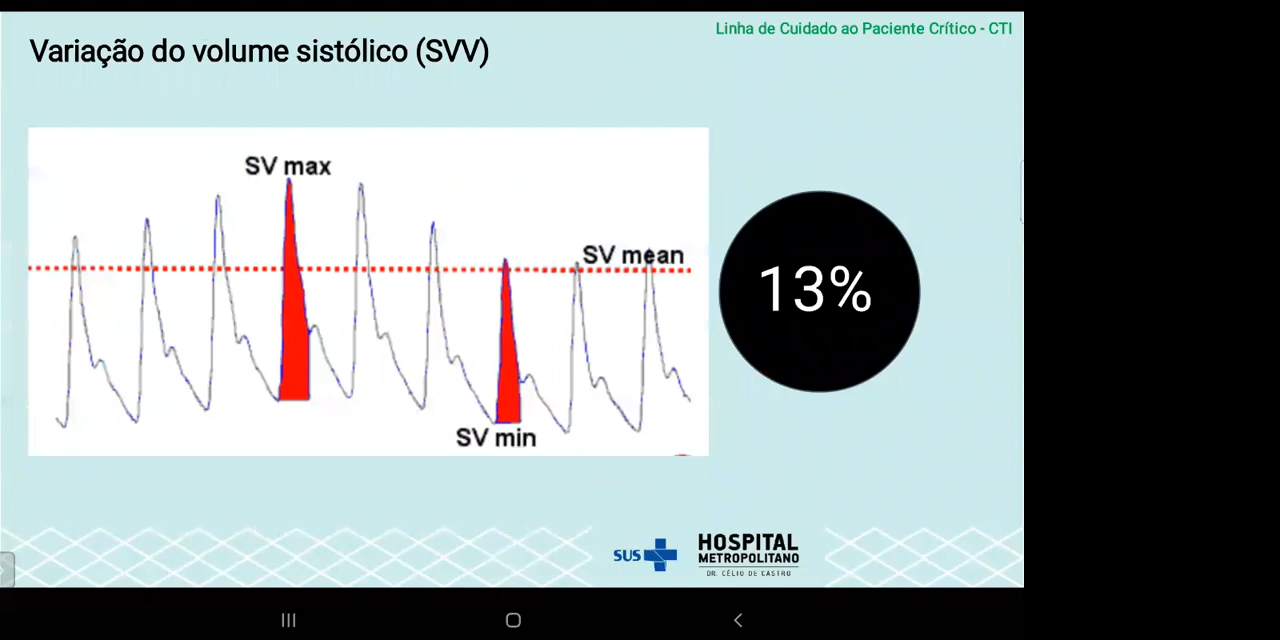 Linha de Cuidado ao Paciente Crítico - CTI
Variação do volume sistólico (SVV)
SV max
SV mean
13%
SV min
SUS
HOSPITAL
METROPOLITANO
DR. CÉLIO DE CASTRO